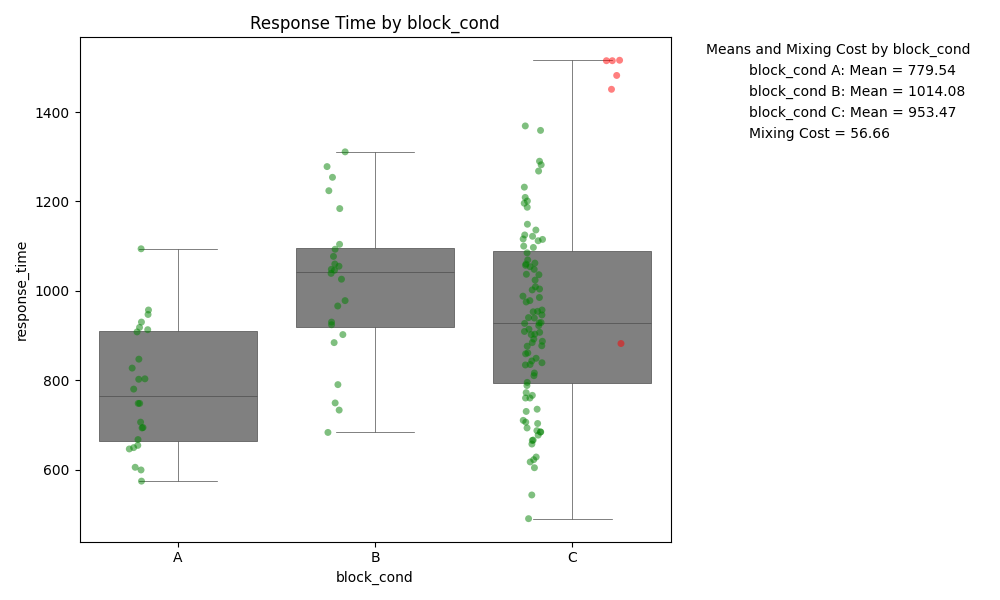 Response Time by block_cond
Means and Mixing Cost by block_cond
block_cond A: Mean = 779.54
block_cond B: Mean = 1014.08
block_cond C: Mean = 953.47
Mixing Cost = 56.66
response_time
1400
1200
1000
800
600
A
B
C
block_cond